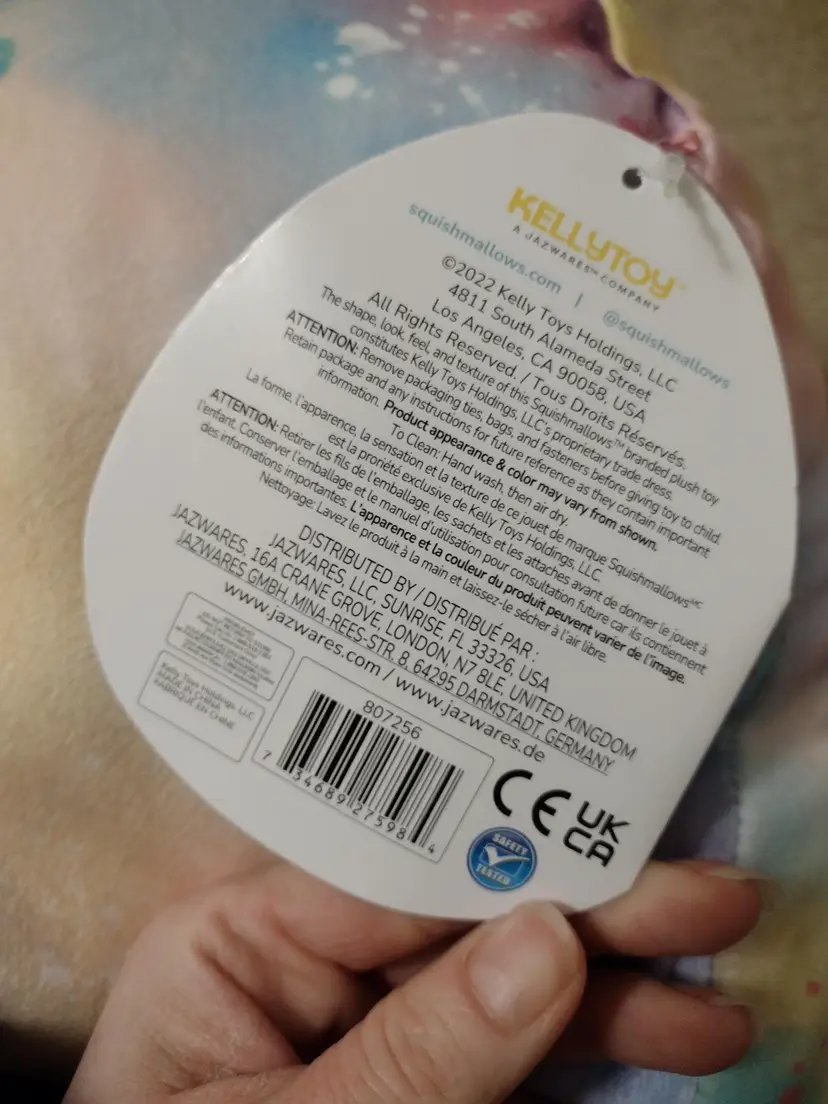 KELLYTOY™
A JAZWARES™ COMPANY
squishmallows.com | @squishmallows
©2022 Kelly Toys Holdings, LLC
4811 South Alameda Street
Los Angeles, CA 90058, USA
All Rights Reserved. / Tous Droits Réservés.
The shape, look, feel, and texture of this Squishmallows™ branded plush toy
constitutes Kelly Toys Holdings, LLC's proprietary trade dress.
ATTENTION: Remove packaging ties, bags, and fasteners before giving toy to child.
Retain package and any instructions for future reference as they contain important
information. Product appearance & color may vary from shown.
To Clean: Hand wash, then air dry.
La forme, l'apparence, la sensation et la texture de ce jouet de marque Squishmallowsᴹᶜ
est la propriété exclusive de Kelly Toys Holdings, LLC.
ATTENTION: Retirer les fils de l'emballage, les sachets et les attaches avant de donner le jouet à
l'enfant. Conserver l'emballage et le manuel d'utilisation pour consultation future car ils contiennent
des informations importantes. L'apparence et la couleur du produit peuvent varier de l'image.
Nettoyage: Lavez le produit à la main et laissez-le sécher à l'air libre.
DISTRIBUTED BY / DISTRIBUÉ PAR :
JAZWARES, LLC. SUNRISE, FL 33326, USA
JAZWARES, 16A CRANE GROVE, LONDON, N7 8LE, UNITED KINGDOM
JAZWARES GMBH, MINA-REES-STR. 8, 64295 DARMSTADT, GERMANY
www.jazwares.com / www.jazwares.de
Kelly Toys Holdings, LLC
MADE IN CHINA
FABRIQUÉ EN CHINE
807256
7 34689 27598 4
CE
UK
CA
SAFETY
TESTED